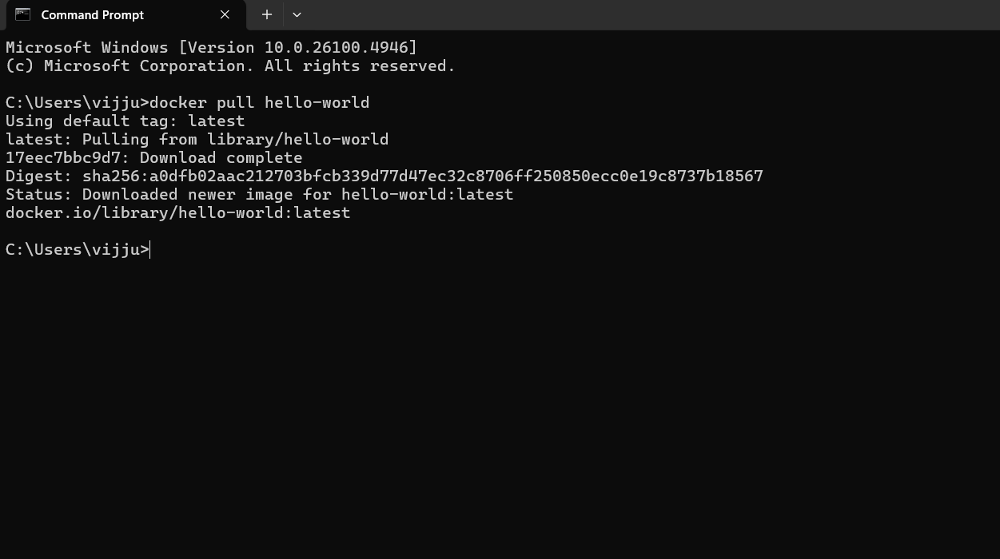 Command Prompt
Microsoft Windows [Version 10.0.26100.4946]
(c) Microsoft Corporation. All rights reserved.
C:\Users\vijju>docker pull hello-world
Using default tag: latest
latest: Pulling from library/hello-world
17eec7bbc9d7: Download complete
Digest: sha256:a0dfb02aac212703bfcb339d77d47ec32c8706ff250850ecc0e19c8737b18567
Status: Downloaded newer image for hello-world:latest
docker.io/library/hello-world:latest
C:\Users\vijju>